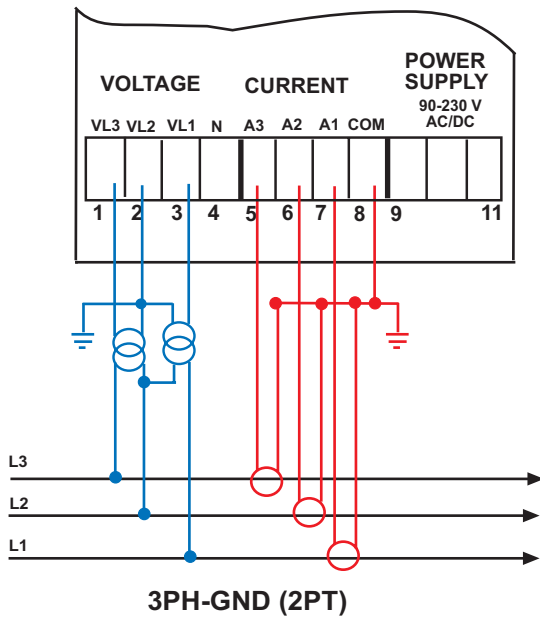 VOLTAGE CURRENT POWER SUPPLY
90-230 V AC/DC
VL3 VL2 VL1 N A3 A2 A1 COM
1 2 3 4 5 6 7 8 9 11
L3
L2
L1
3PH-GND (2PT)